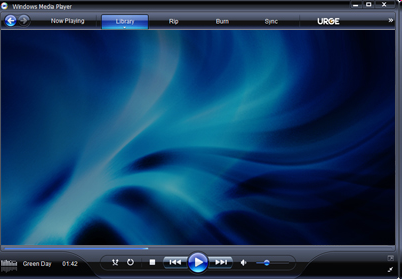 Windows Media Player
Now Playing Library Rip Burn Sync URGE »
Green Day 01:42